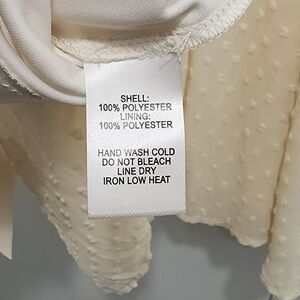 SHELL:
100% POLYESTER
LINING:
100% POLYESTER
HAND WASH COLD
DO NOT BLEACH
LINE DRY
IRON LOW HEAT